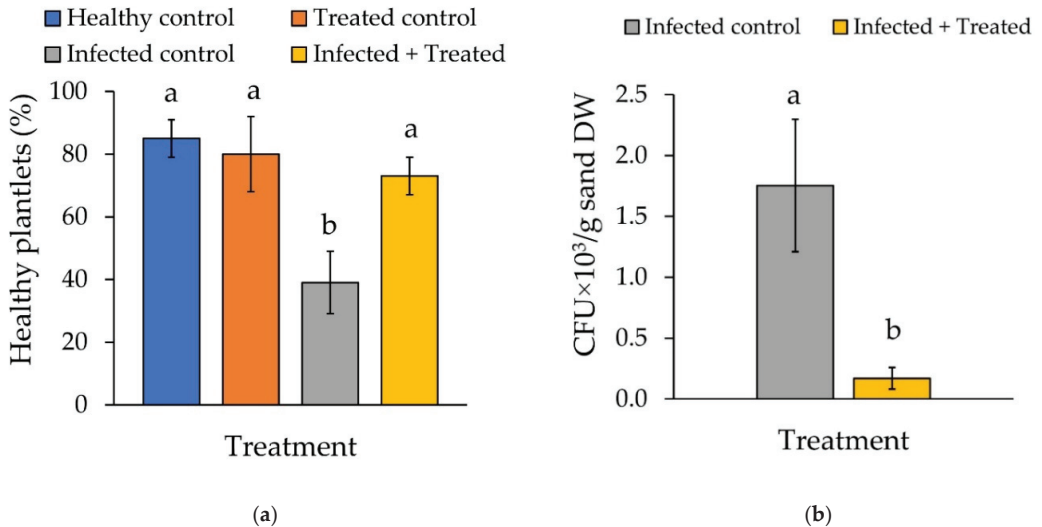 Healthy control
Treated control
Infected control
Infected + Treated
Healthy plantlets (%)
100
80
60
40
20
0
a
a
b
a
Treatment
(a)
Infected control
Infected + Treated
CFU×10³/g sand DW
2.5
2.0
1.5
1.0
0.5
0.0
a
b
Treatment
(b)